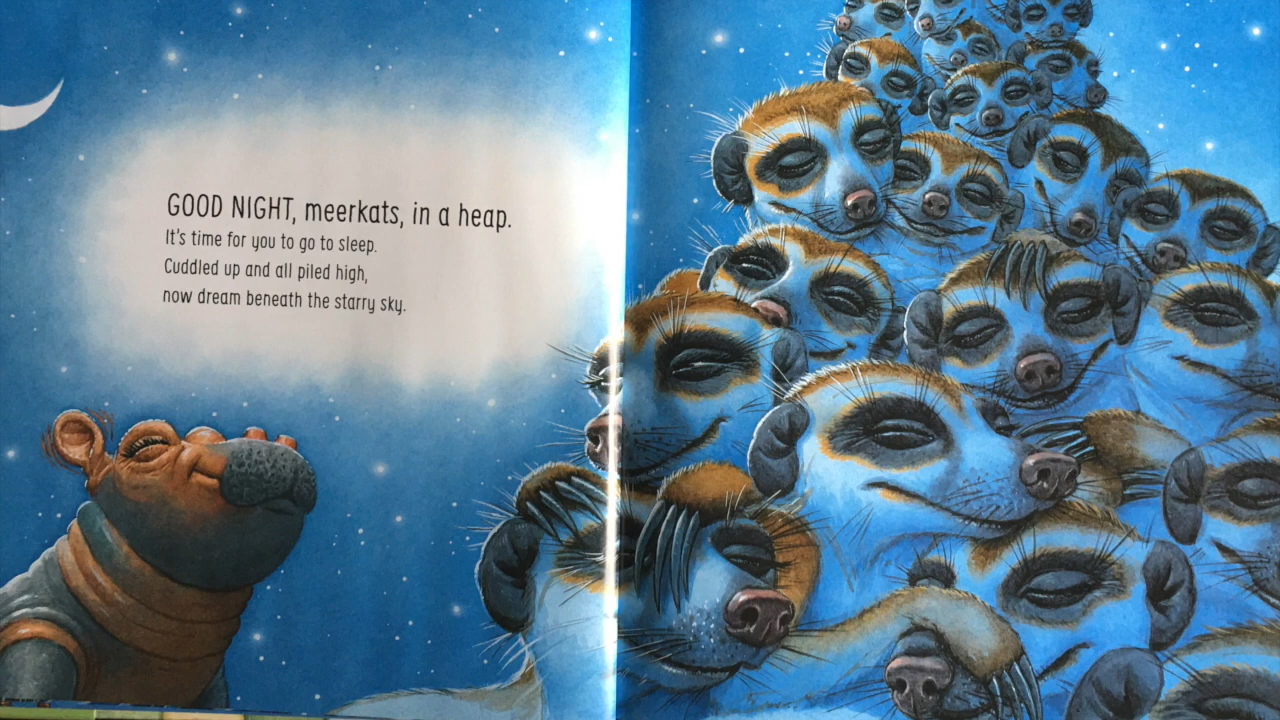 GOOD NIGHT, meerkats, in a heap.
It's time for you to go to sleep.
Cuddled up and all piled high,
now dream beneath the starry sky.